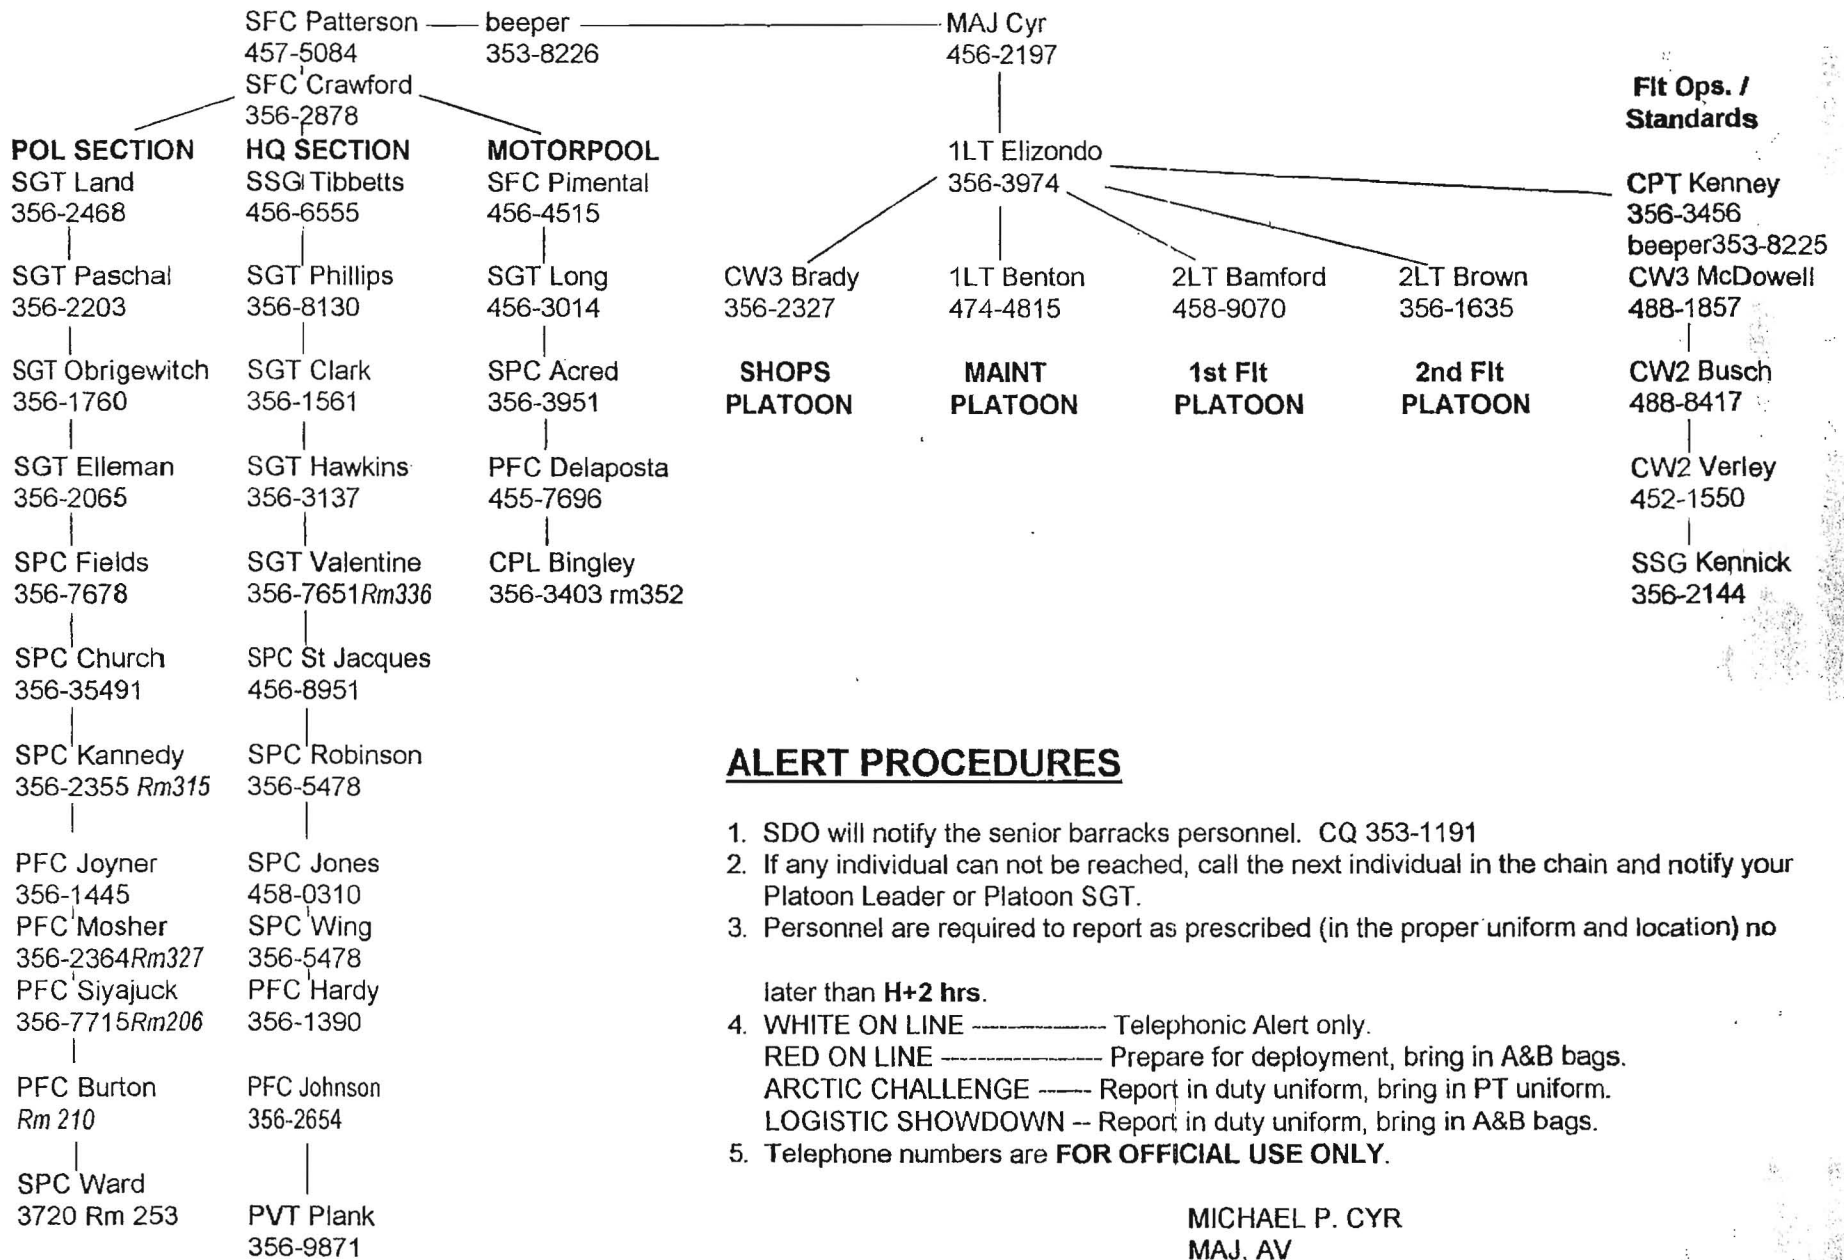 SFC Patterson beeper MAJ Cyr
457-5084 353-8226 456-2197
SFC Crawford
356-2878
Flt Ops. /
Standards
POL SECTION
SGT Land
356-2468
SGT Paschal
356-2203
SGT Obrigewitch
356-1760
SGT Elleman
356-2065
SPC Fields
356-7678
SPC Church
356-35491
SPC Kannedy
356-2355 Rm315
PFC Joyner
356-1445
PFC Mosher
356-2364Rm327
PFC Siyajuck
356-7715Rm206
PFC Burton
Rm 210
SPC Ward
3720 Rm 253
HQ SECTION
SSG Tibbetts
456-6555
SGT Phillips
356-8130
SGT Clark
356-1561
SGT Hawkins
356-3137
SGT Valentine
356-7651Rm336
SPC St Jacques
456-8951
SPC Robinson
356-5478
SPC Jones
458-0310
SPC Wing
356-5478
PFC Hardy
356-1390
PFC Johnson
356-2654
PVT Plank
356-9871
MOTORPOOL
SFC Pimental
456-4515
SGT Long
456-3014
SPC Acred
356-3951
PFC Delaposta
455-7696
CPL Bingley
356-3403 rm352
1LT Elizondo
356-3974
CW3 Brady
356-2327
SHOPS
PLATOON
1LT Benton
474-4815
MAINT
PLATOON
2LT Bamford
458-9070
1st Flt
PLATOON
2LT Brown
356-1635
2nd Flt
PLATOON
CPT Kenney
356-3456
beeper353-8225
CW3 McDowell
488-1857
CW2 Busch
488-8417
CW2 Verley
452-1550
SSG Kennick
356-2144
ALERT PROCEDURES
1. SDO will notify the senior barracks personnel. CQ 353-1191
2. If any individual can not be reached, call the next individual in the chain and notify your
Platoon Leader or Platoon SGT.
3. Personnel are required to report as prescribed (in the proper uniform and location) no
later than H+2 hrs.
4. WHITE ON LINE -------------- Telephonic Alert only.
RED ON LINE ----------------- Prepare for deployment, bring in A&B bags.
ARCTIC CHALLENGE ------ Report in duty uniform, bring in PT uniform.
LOGISTIC SHOWDOWN -- Report in duty uniform, bring in A&B bags.
5. Telephone numbers are FOR OFFICIAL USE ONLY.
MICHAEL P. CYR
MAJ, AV